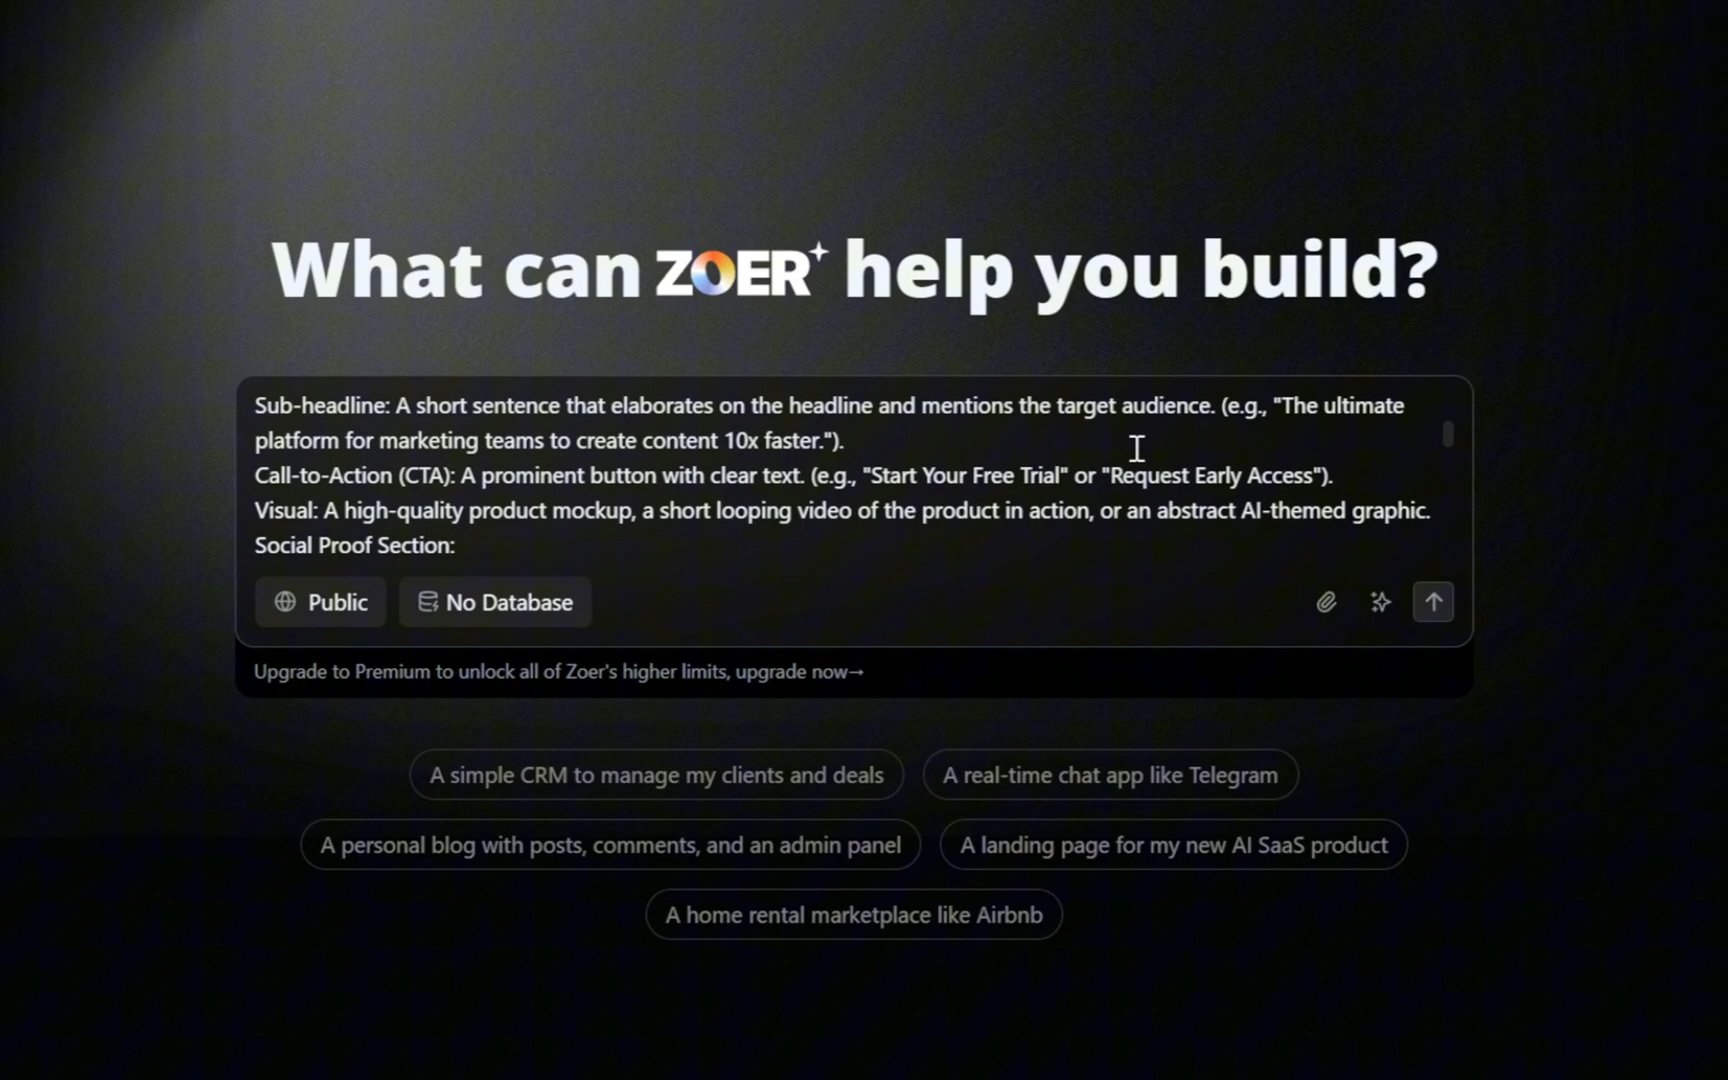 What can ZOER help you build?
Sub-headline: A short sentence that elaborates on the headline and mentions the target audience. (e.g., "The ultimate
platform for marketing teams to create content 10x faster.").
Call-to-Action (CTA): A prominent button with clear text. (e.g., "Start Your Free Trial" or "Request Early Access").
Visual: A high-quality product mockup, a short looping video of the product in action, or an abstract AI-themed graphic.
Social Proof Section:
Public
No Database
Upgrade to Premium to unlock all of Zoer's higher limits, upgrade now→
A simple CRM to manage my clients and deals
A real-time chat app like Telegram
A personal blog with posts, comments, and an admin panel
A landing page for my new AI SaaS product
A home rental marketplace like Airbnb